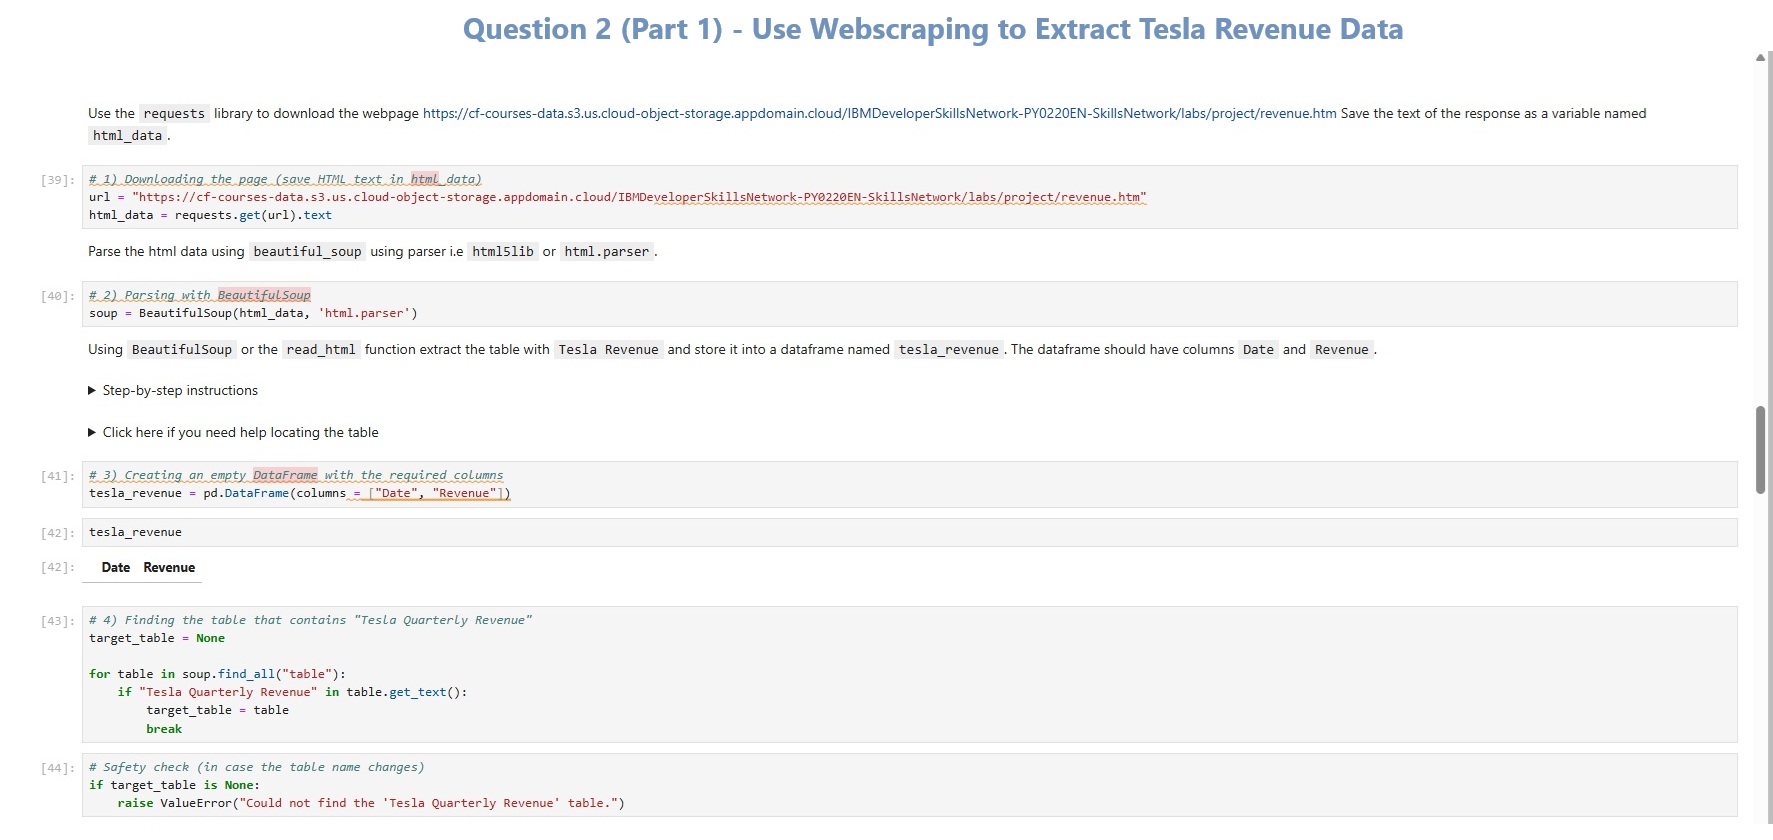 Question 2 (Part 1) - Use Webscraping to Extract Tesla Revenue Data
Use the requests library to download the webpage https://cf-courses-data.s3.us.cloud-object-storage.appdomain.cloud/IBMDeveloperSkillsNetwork-PY0220EN-SkillsNetwork/labs/project/revenue.htm Save the text of the response as a variable named
html_data.
[39]: # 1) Downloading the page (save HTML text in html_data)
url = "https://cf-courses-data.s3.us.cloud-object-storage.appdomain.cloud/IBMDeveloperSkillsNetwork-PY0220EN-SkillsNetwork/labs/project/revenue.htm"
html_data = requests.get(url).text
Parse the html data using beautiful_soup using parser i.e html5lib or html.parser.
[40]: # 2) Parsing with BeautifulSoup
soup = BeautifulSoup(html_data, 'html.parser')
Using BeautifulSoup or the read_html function extract the table with Tesla Revenue and store it into a dataframe named tesla_revenue. The dataframe should have columns Date and Revenue.
Step-by-step instructions
Click here if you need help locating the table
[41]: # 3) Creating an empty DataFrame with the required columns
tesla_revenue = pd.DataFrame(columns = ["Date", "Revenue"])
[42]: tesla_revenue
[42]: Date Revenue
[43]: # 4) Finding the table that contains "Tesla Quarterly Revenue"
target_table = None
for table in soup.find_all("table"):
    if "Tesla Quarterly Revenue" in table.get_text():
        target_table = table
        break
[44]: # Safety check (in case the table name changes)
if target_table is None:
    raise ValueError("Could not find the 'Tesla Quarterly Revenue' table.")